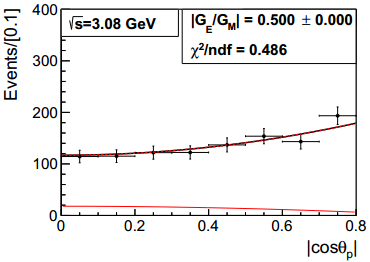 Events/[0.1]
400
300
200
100
0
√s=3.08 GeV
|G_E/G_M| = 0.500 ± 0.000
χ²/ndf = 0.486
0 0.2 0.4 0.6 0.8
|cosθ_p|